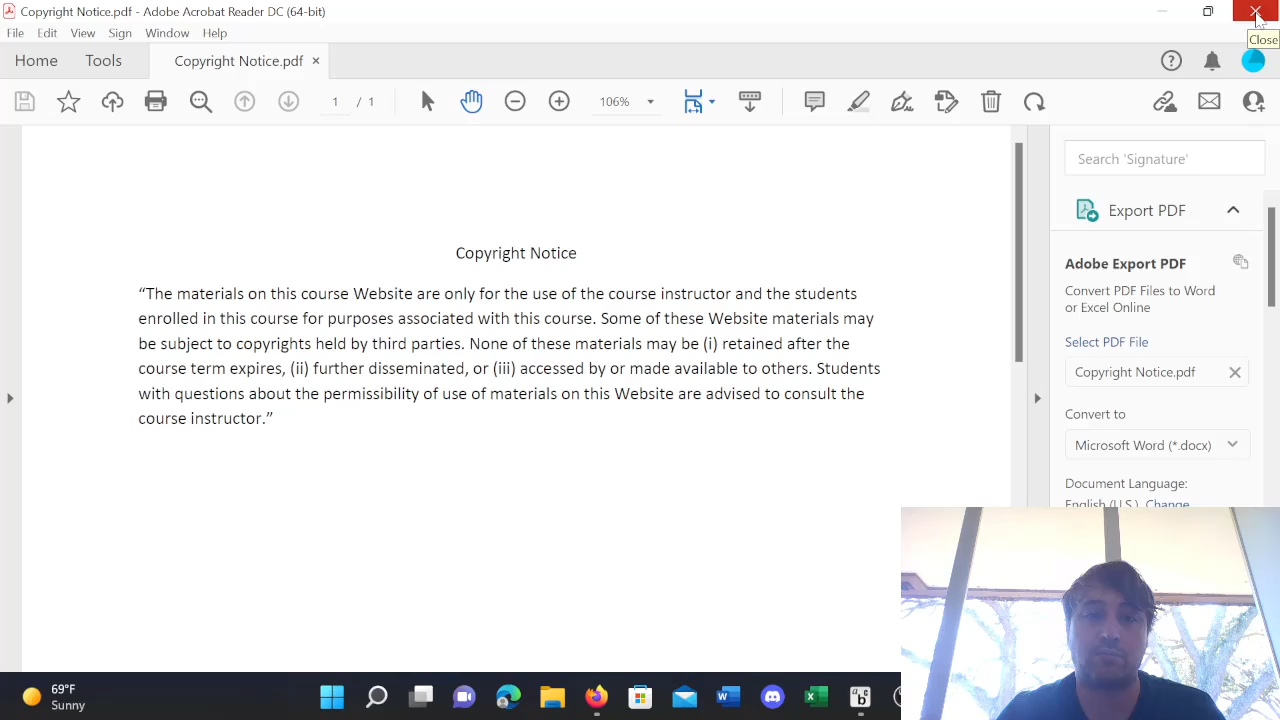 Copyright Notice.pdf - Adobe Acrobat Reader DC (64-bit)
File Edit View Sign Window Help
Close
Home Tools Copyright Notice.pdf
1 / 1 106%
Search 'Signature'
Export PDF
Copyright Notice
“The materials on this course Website are only for the use of the course instructor and the students
enrolled in this course for purposes associated with this course. Some of these Website materials may
be subject to copyrights held by third parties. None of these materials may be (i) retained after the
course term expires, (ii) further disseminated, or (iii) accessed by or made available to others. Students
with questions about the permissibility of use of materials on this Website are advised to consult the
course instructor.”
Adobe Export PDF
Convert PDF Files to Word
or Excel Online
Select PDF File
Copyright Notice.pdf
Convert to
Microsoft Word (*.docx)
Document Language:
English (U.S.) Change
69°F
Sunny